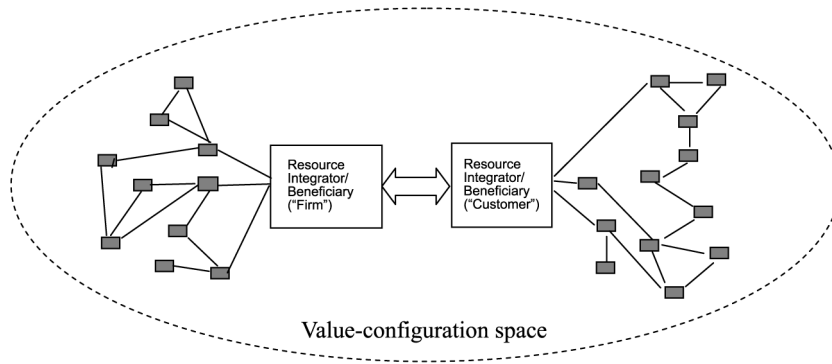 Resource
Integrator/
Beneficiary
("Firm")
Resource
Integrator/
Beneficiary
("Customer")
Value-configuration space